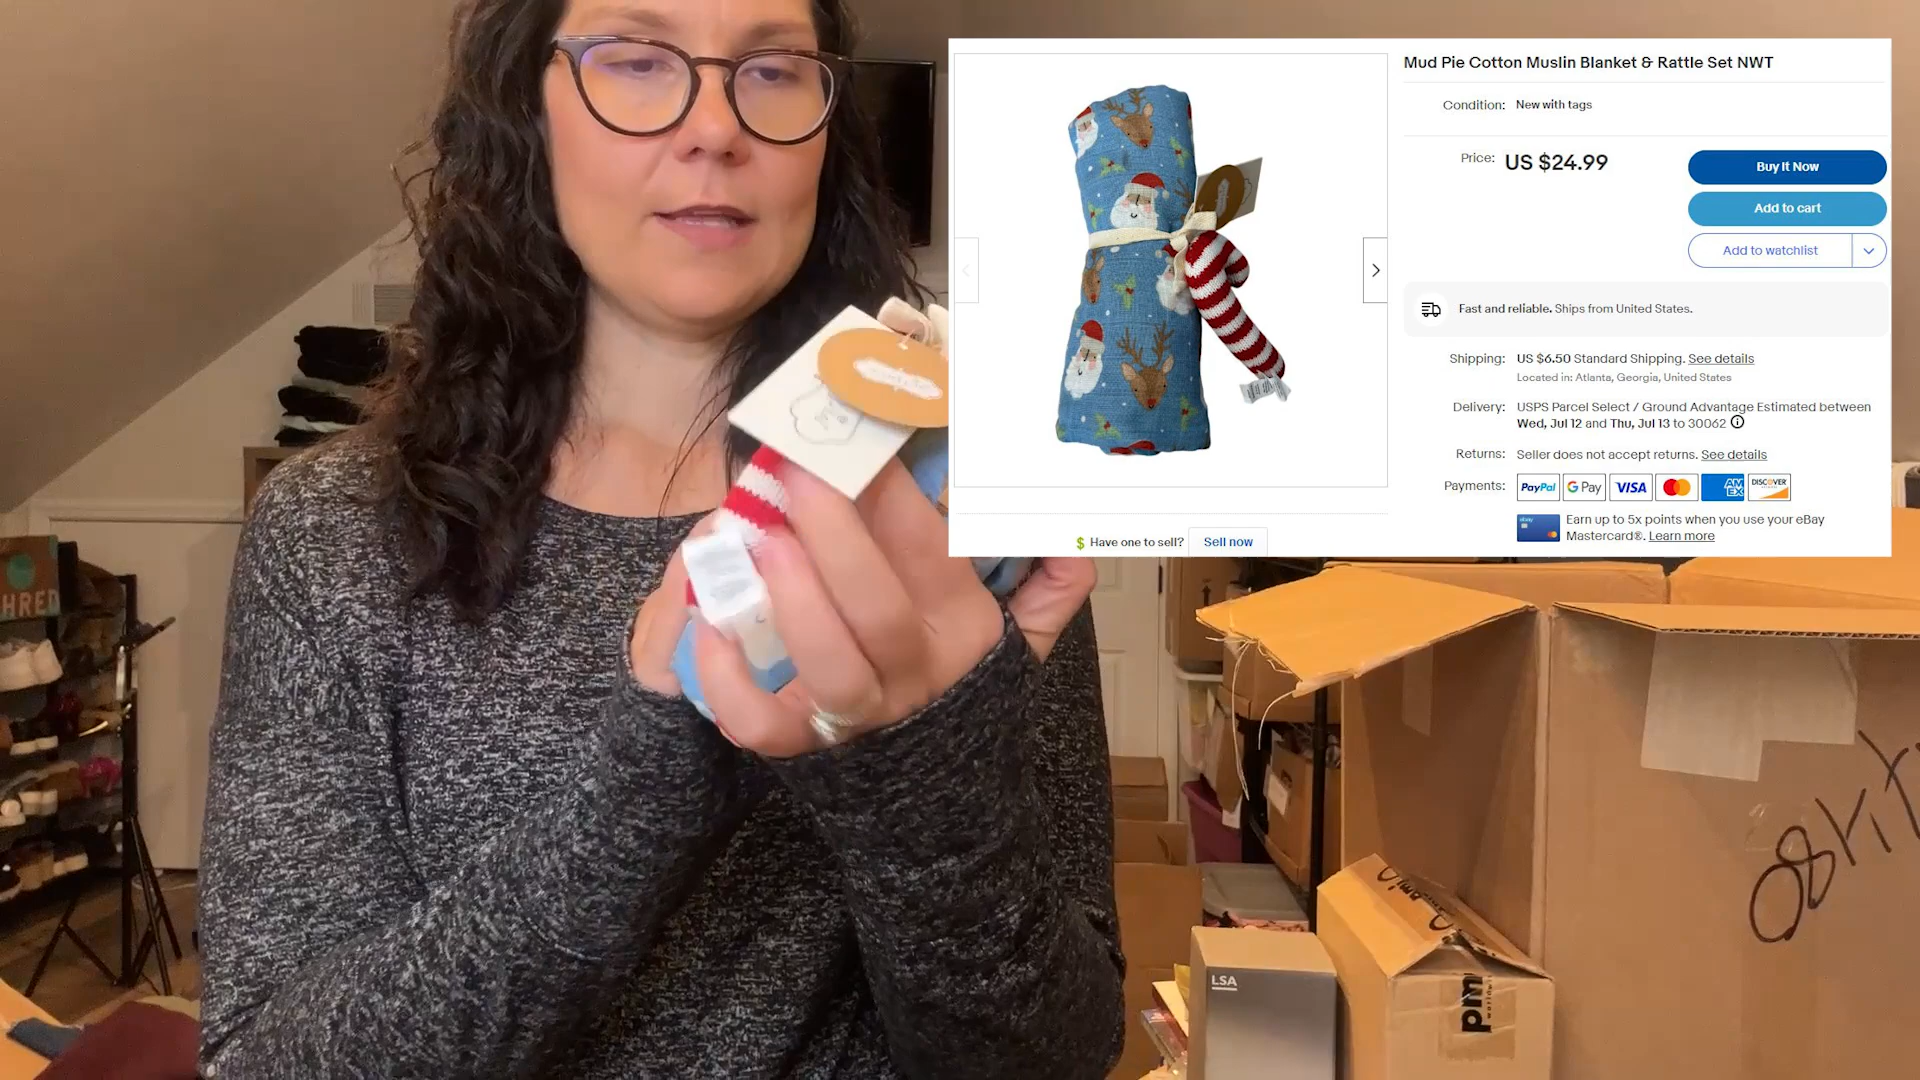 Mud Pie Cotton Muslin Blanket & Rattle Set NWT
Condition: New with tags
Price: US $24.99
Buy It Now
Add to cart
Add to watchlist
Fast and reliable. Ships from United States.
Shipping: US $6.50 Standard Shipping. See details
Located in: Atlanta, Georgia, United States
Delivery: USPS Parcel Select / Ground Advantage Estimated between
Wed, Jul 12 and Thu, Jul 13 to 30062
Returns: Seller does not accept returns. See details
Payments: PayPal G Pay VISA AM EX DISCOVER
Earn up to 5x points when you use your eBay
Mastercard®. Learn more
$ Have one to sell? Sell now
HRED
LSA
pm